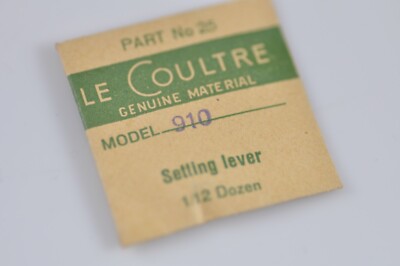 PART No 25
LE COULTRE
GENUINE MATERIAL
MODEL 910
Setting lever
1/12 Dozen